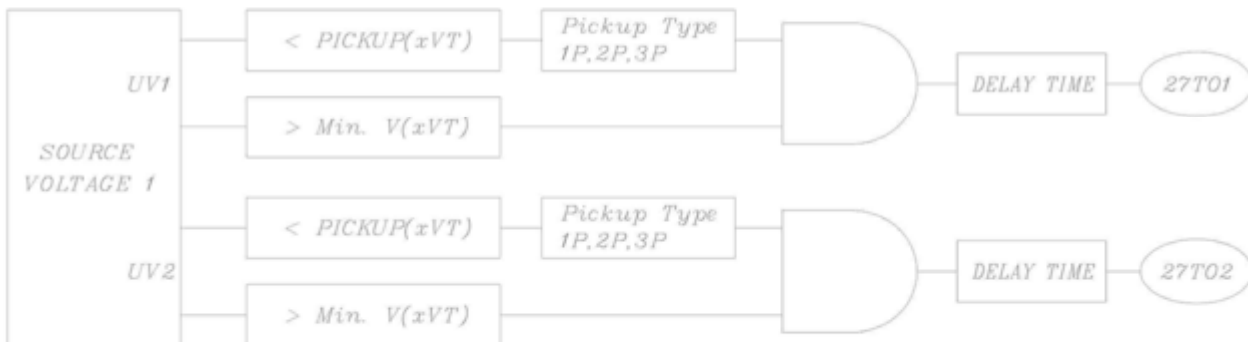 < PICKUP(xVT)
Pickup Type
1P,2P,3P
UV1
DELAY TIME
27TO1
> Min. V(xVT)
SOURCE
VOLTAGE 1
< PICKUP(xVT)
Pickup Type
1P,2P,3P
UV2
DELAY TIME
27TO2
> Min. V(xVT)